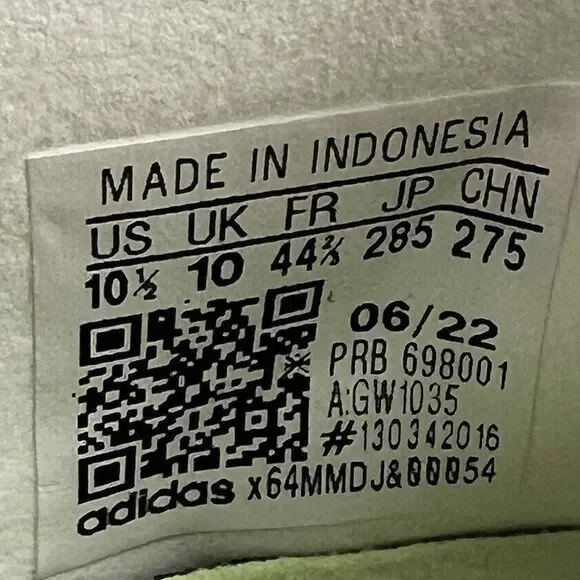 MADE IN INDONESIA
US UK FR JP CHN
10½ 10 44⅔ 285 275
06/22
PRB 698001
A:GW1035
#130342016
adidas x64MMDJ&00054